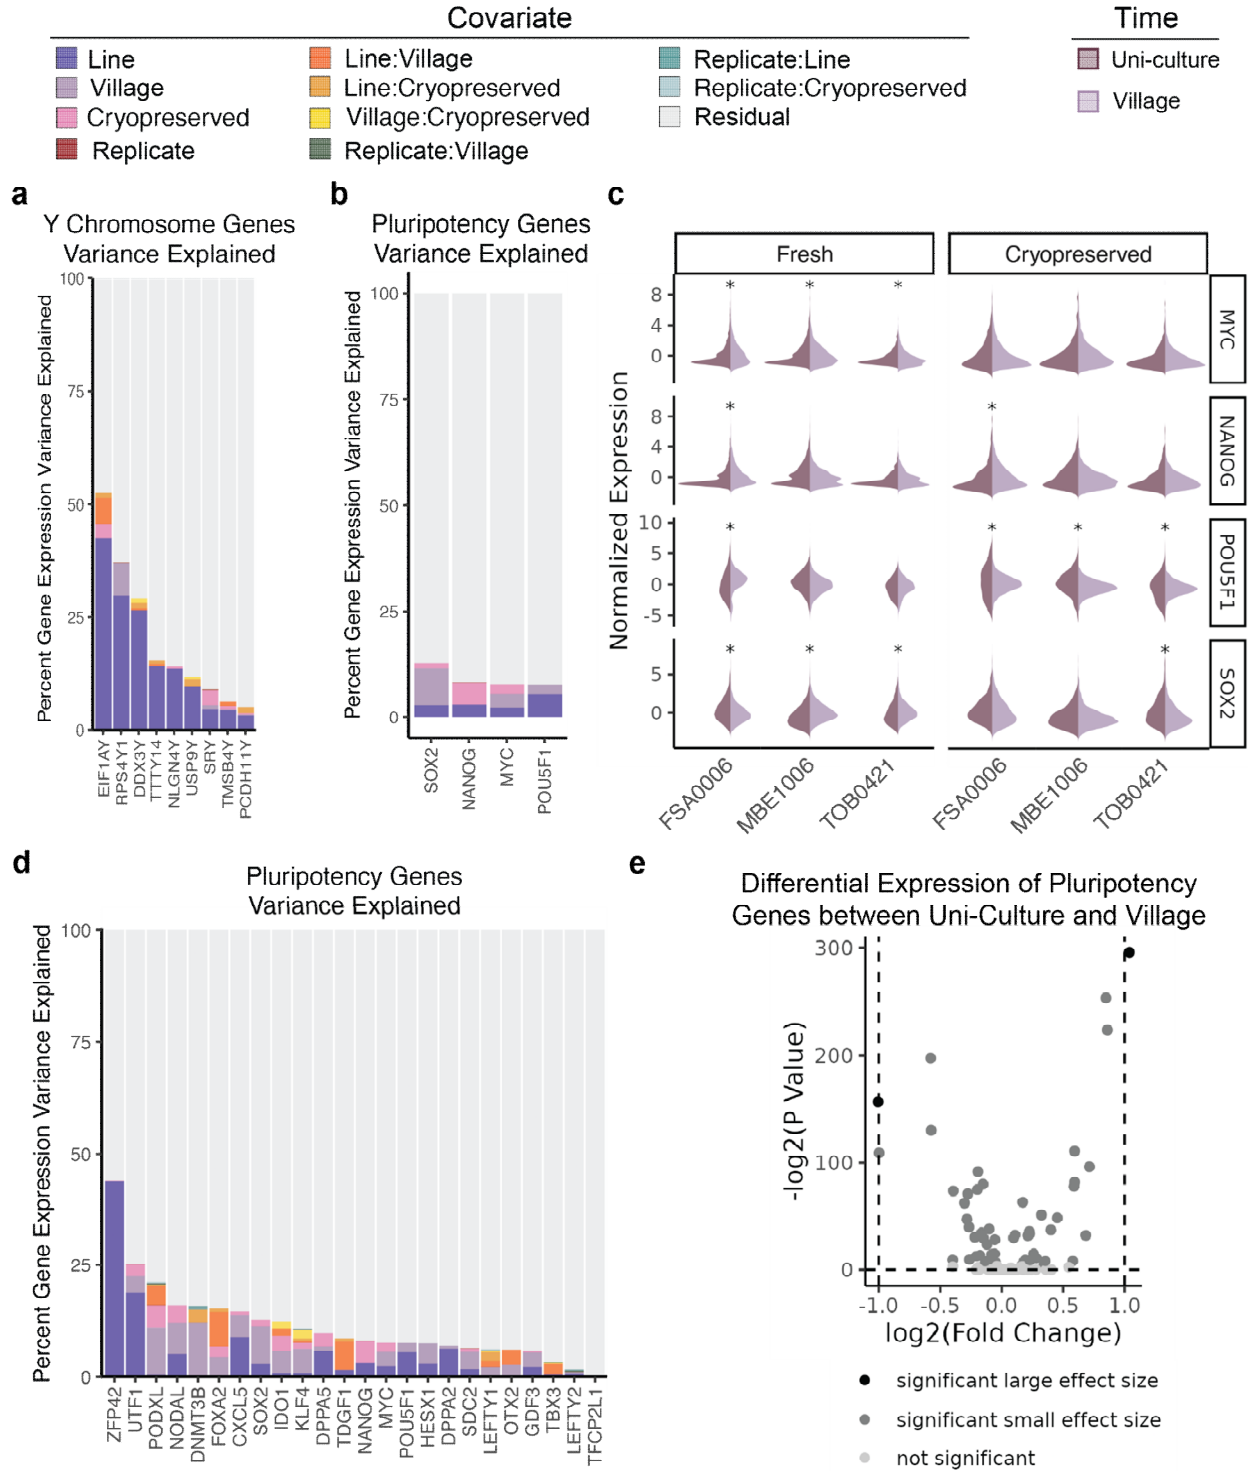 Covariate
Time
Line
Line:Village
Replicate:Line
Uni-culture
Village
Line:Cryopreserved
Replicate:Cryopreserved
Village
Cryopreserved
Village:Cryopreserved
Residual
Replicate
Replicate:Village
a
Y Chromosome Genes
Variance Explained
Percent Gene Expression Variance Explained
100
75
50
25
0
EIF1AY
RPS4Y1
DDX3Y
TTTY14
NLGN4Y
USP9Y
SRY
TMSB4Y
PCDH11Y
b
Pluripotency Genes
Variance Explained
Percent Gene Expression Variance Explained
100
75
50
25
0
SOX2
NANOG
MYC
POU5F1
c
Fresh
Cryopreserved
Normalized Expression
8
4
0
* * *
MYC
8
4
0
* *
NANOG
10
5
0
-5
* * * *
POU5F1
5
0
* * * *
SOX2
FSA0006
MBE1006
TOB0421
FSA0006
MBE1006
TOB0421
d
Pluripotency Genes
Variance Explained
Percent Gene Expression Variance Explained
100
75
50
25
0
ZFP42
UTF1
PODXL
NODAL
DNMT3B
FOXA2
CXCL5
SOX2
IDO1
KLF4
DPPA5
TDGF1
NANOG
MYC
POU5F1
HESX1
DPPA2
SDC2
LEFTY1
OTX2
GDF3
TBX3
LEFTY2
TFCP2L1
e
Differential Expression of Pluripotency
Genes between Uni-Culture and Village
-log2(P Value)
300
200
100
0
-1.0
-0.5
0.0
0.5
1.0
log2(Fold Change)
significant large effect size
significant small effect size
not significant